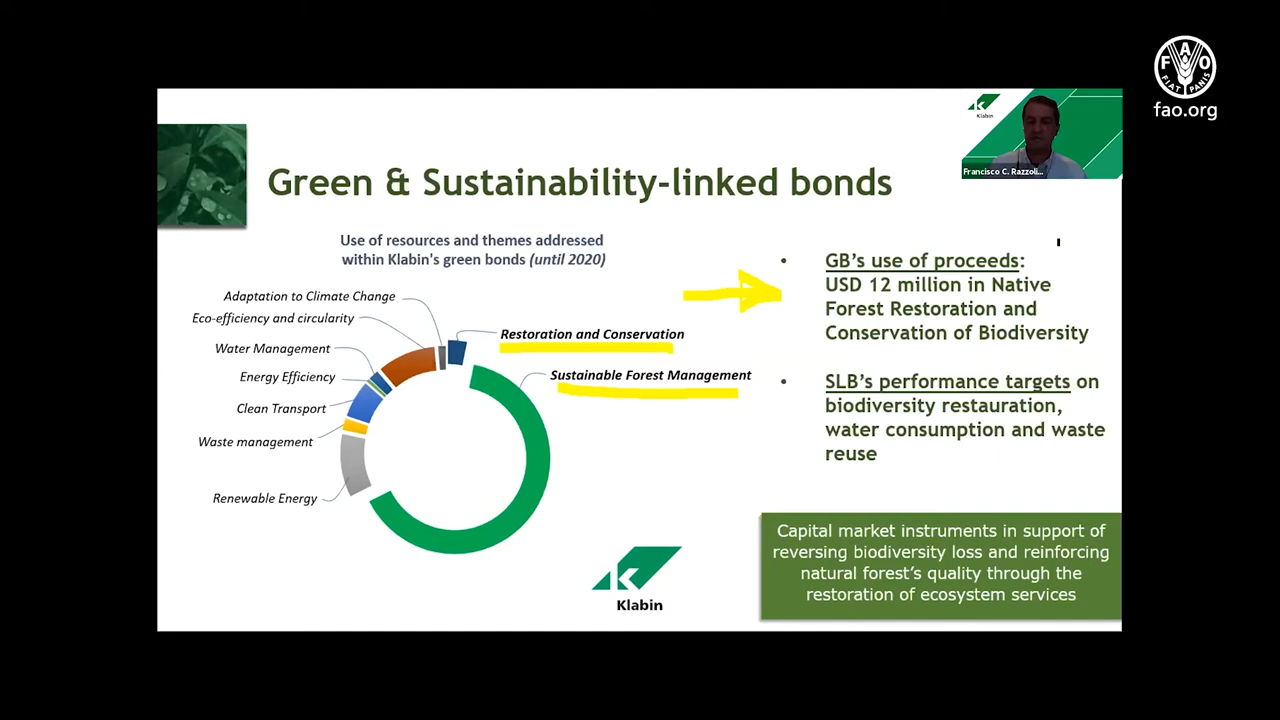 FAO
FIAT PANIS
fao.org
Klabin
Francisco C. Razzoli...
Green & Sustainability-linked bonds
Use of resources and themes addressed
within Klabin's green bonds (until 2020)
Adaptation to Climate Change
Eco-efficiency and circularity
Water Management
Energy Efficiency
Clean Transport
Waste management
Renewable Energy
Restoration and Conservation
Sustainable Forest Management
Klabin
• GB's use of proceeds:
USD 12 million in Native
Forest Restoration and
Conservation of Biodiversity
• SLB's performance targets on
biodiversity restauration,
water consumption and waste
reuse
Capital market instruments in support of
reversing biodiversity loss and reinforcing
natural forest's quality through the
restoration of ecosystem services